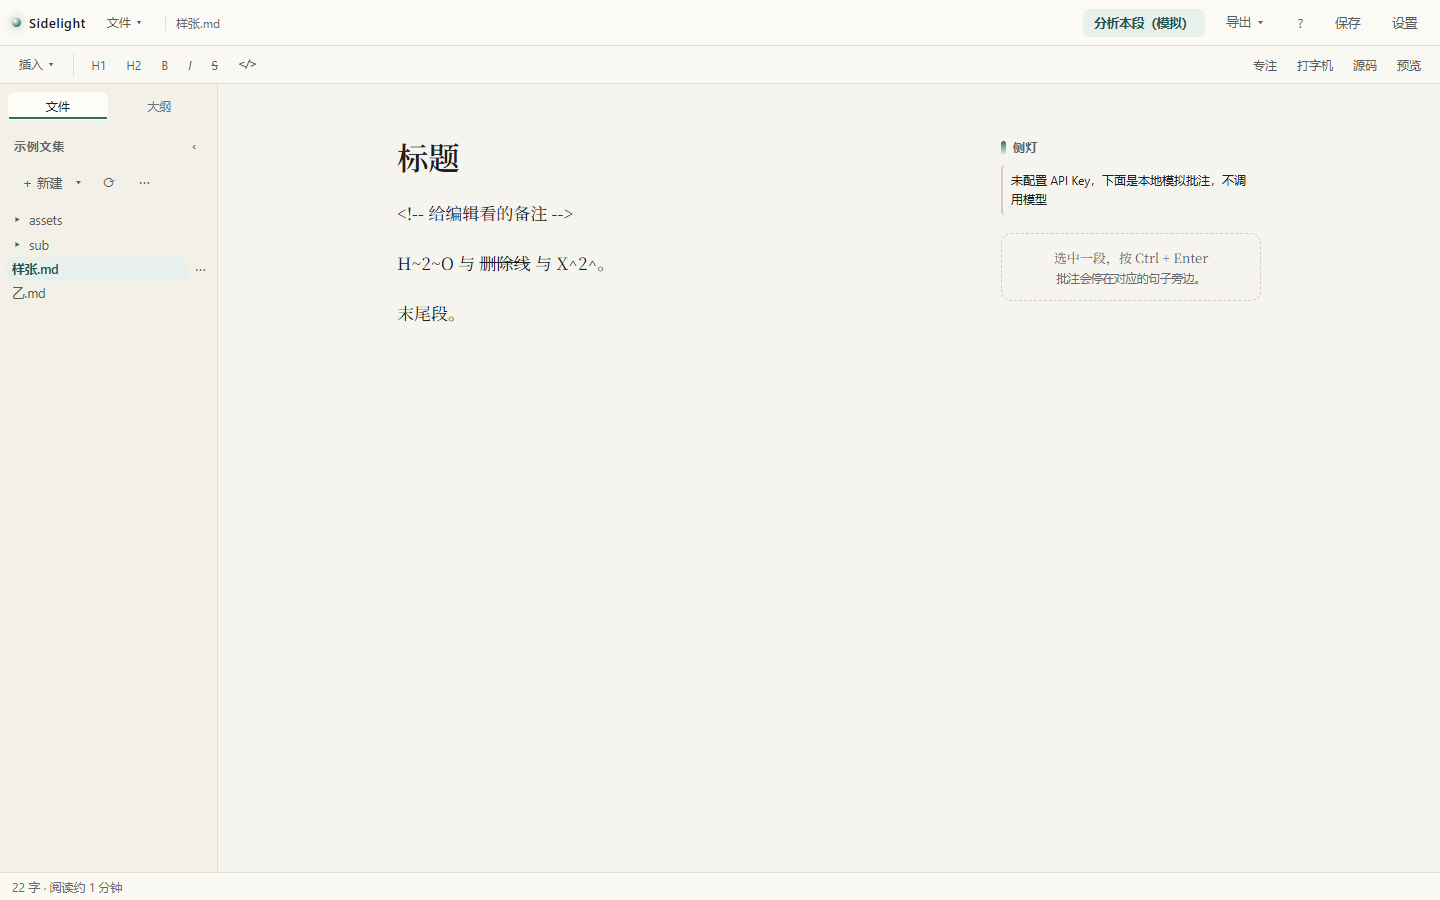 Sidelight 文件 样张.md 分析本段（模拟） 导出 ? 保存 设置
插入 H1 H2 B I S </> 专注 打字机 源码 预览
文件 大纲
示例文集
+ 新建 ...
assets
sub
样张.md ...
乙.md
标题
<!-- 给编辑看的备注 -->
H~2~O 与 删除线 与 X^2^。
末尾段。
侧灯
未配置 API Key，下面是本地模拟批注，不调
用模型
选中一段，按 Ctrl + Enter
批注会停在对应的句子旁边。
22 字 · 阅读约 1 分钟